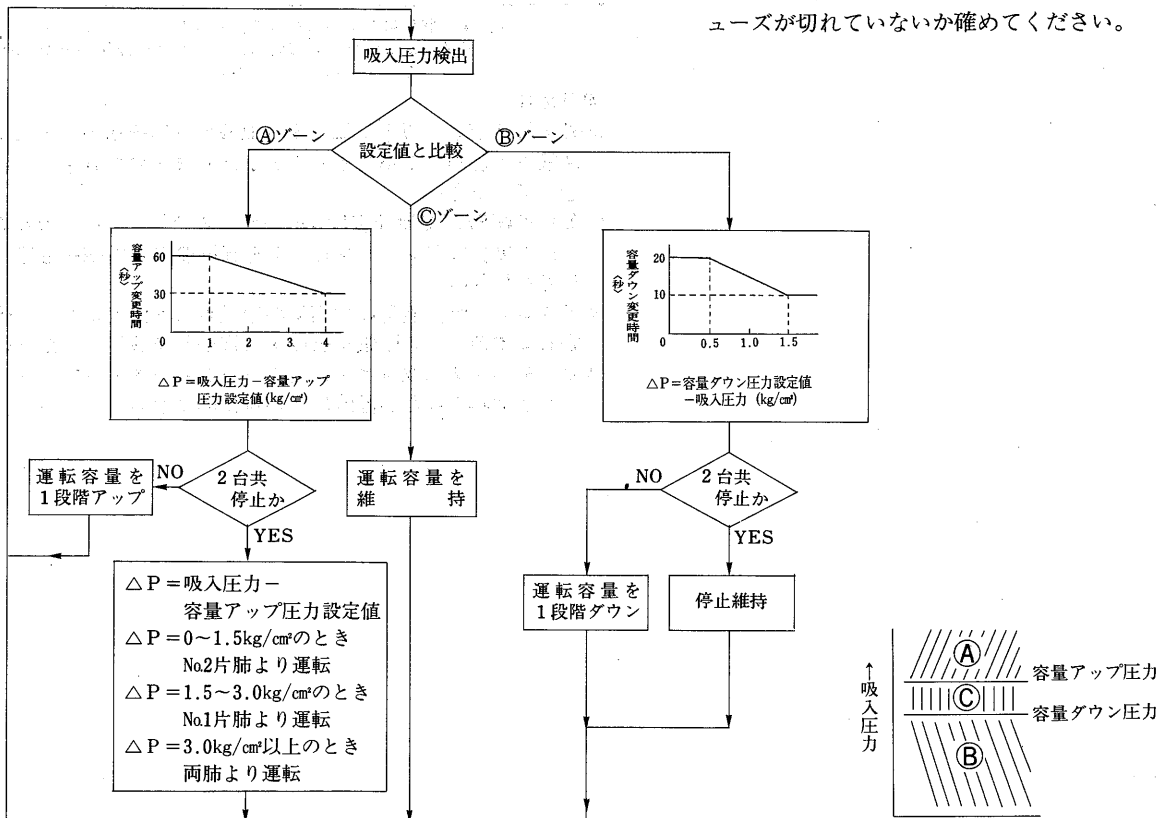 ューズが切れていないか確めてください。
吸入圧力検出
設定値と比較
Ⓐゾーン
Ⓑゾーン
Ⓒゾーン
容量アップ変更時間
〈秒〉
60
30
0 1 2 3 4
△P=吸入圧力−容量アップ
圧力設定値(kg/cm²)
容量ダウン変更時間
〈秒〉
20
10
0 0.5 1.0 1.5
△P=容量ダウン圧力設定値
−吸入圧力 (kg/cm²)
運転容量を
1段階アップ
NO
2台共
停止か
YES
運転容量を
維持
NO
2台共
停止か
YES
△P=吸入圧力−
容量アップ圧力設定値
△P=0~1.5kg/cm²のとき
No.2片肺より運転
△P=1.5~3.0kg/cm²のとき
No.1片肺より運転
△P=3.0kg/cm²以上のとき
両肺より運転
運転容量を
1段階ダウン
停止維持
↑吸入圧力
Ⓐ
容量アップ圧力
Ⓒ
容量ダウン圧力
Ⓑ